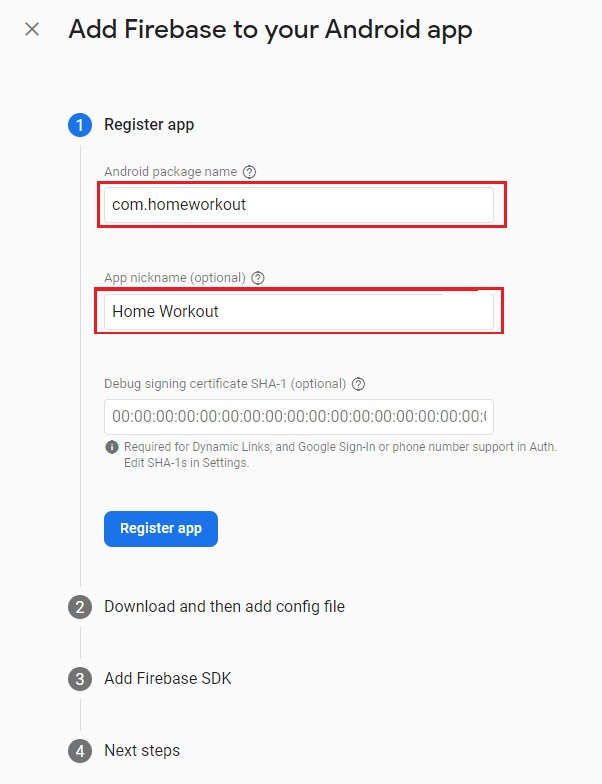 Add Firebase to your Android app
1 Register app
Android package name ?
com.homeworkout
App nickname (optional) ?
Home Workout
Debug signing certificate SHA-1 (optional) ?
00:00:00:00:00:00:00:00:00:00:00:00:00:00:00:00:00:
Required for Dynamic Links, and Google Sign-In or phone number support in Auth.
Edit SHA-1s in Settings.
Register app
2 Download and then add config file
3 Add Firebase SDK
4 Next steps